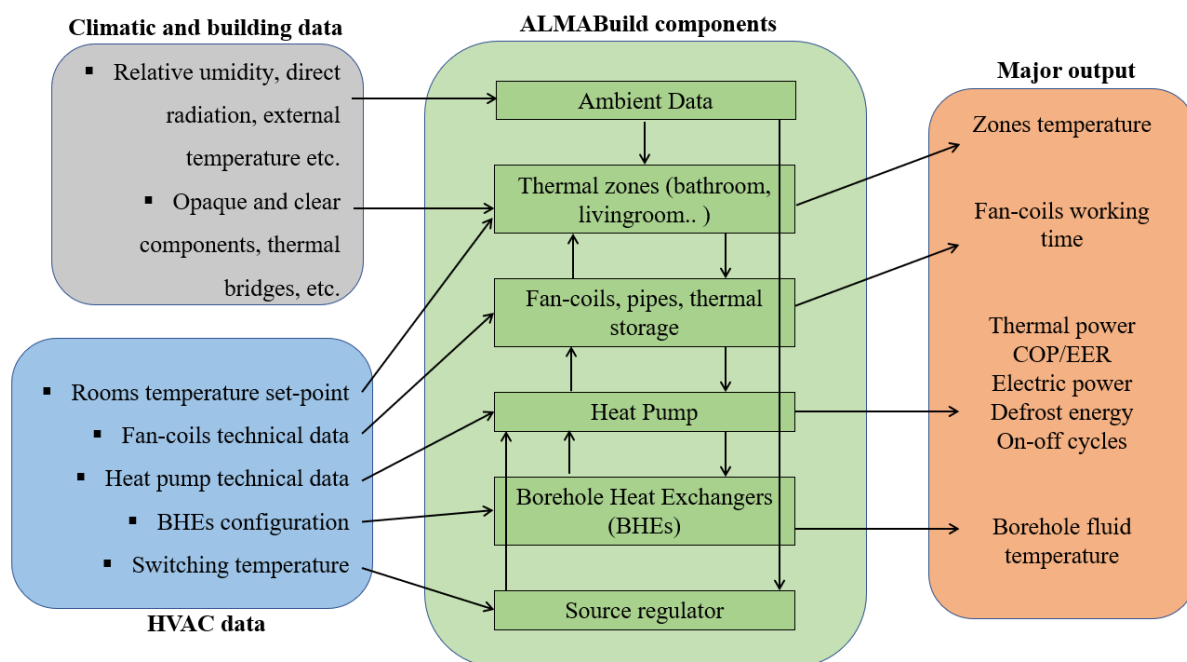 Climatic and building data
▪ Relative umidity, direct
radiation, external
temperature etc.
▪ Opaque and clear
components, thermal
bridges, etc.
▪ Rooms temperature set-point
▪ Fan-coils technical data
▪ Heat pump technical data
▪ BHEs configuration
▪ Switching temperature
HVAC data
ALMABuild components
Ambient Data
Thermal zones (bathroom,
livingroom.. )
Fan-coils, pipes, thermal
storage
Heat Pump
Borehole Heat Exchangers
(BHEs)
Source regulator
Major output
Zones temperature
Fan-coils working
time
Thermal power
COP/EER
Electric power
Defrost energy
On-off cycles
Borehole fluid
temperature